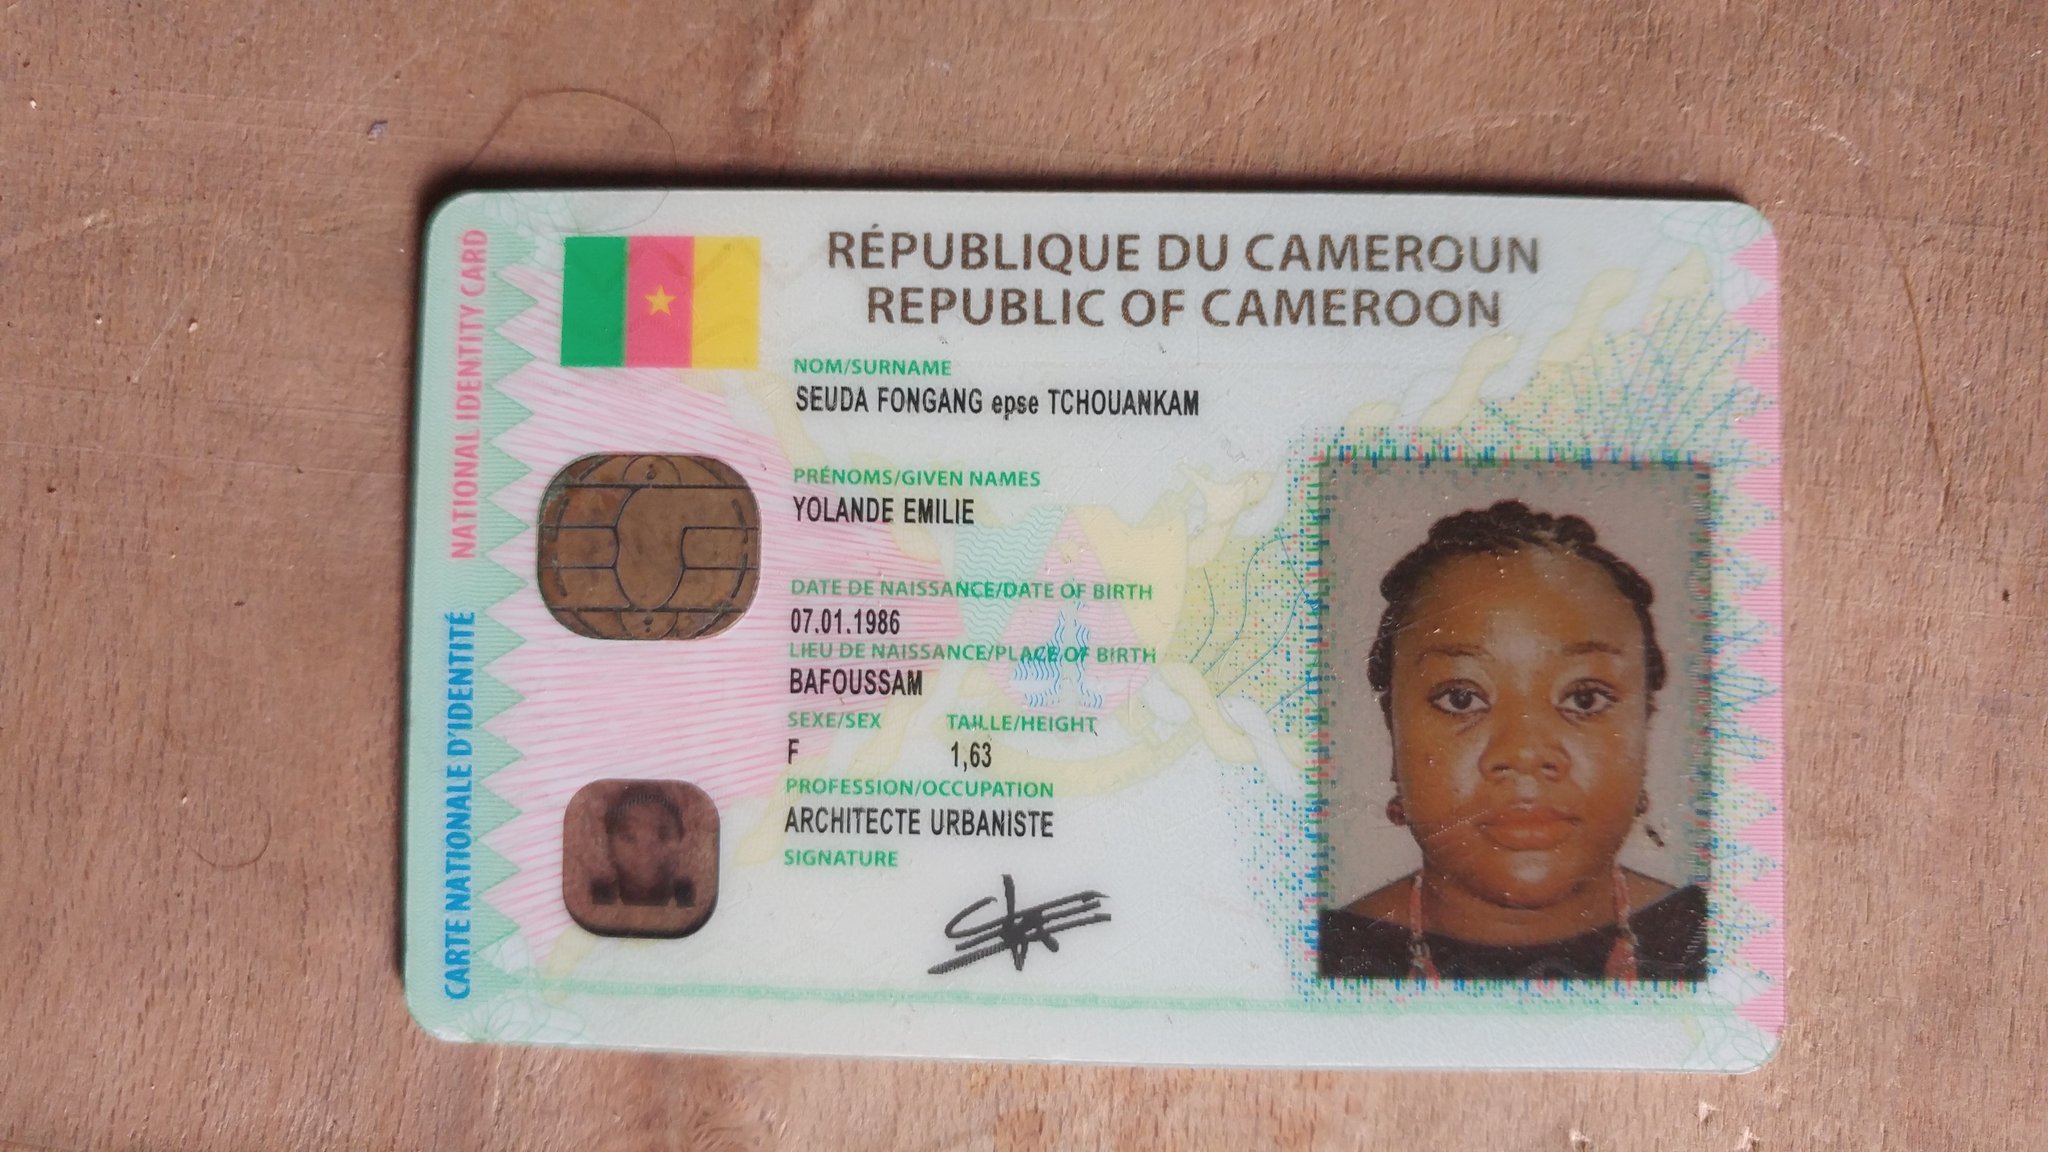 RÉPUBLIQUE DU CAMEROUN
REPUBLIC OF CAMEROON
NATIONAL IDENTITY CARD
CARTE NATIONALE D'IDENTITÉ
NOM/SURNAME
SEUDA FONGANG epse TCHOUANKAM
PRÉNOMS/GIVEN NAMES
YOLANDE EMILIE
DATE DE NAISSANCE/DATE OF BIRTH
07.01.1986
LIEU DE NAISSANCE/PLACE OF BIRTH
BAFOUSSAM
SEXE/SEX TAILLE/HEIGHT
F 1,63
PROFESSION/OCCUPATION
ARCHITECTE URBANISTE
SIGNATURE